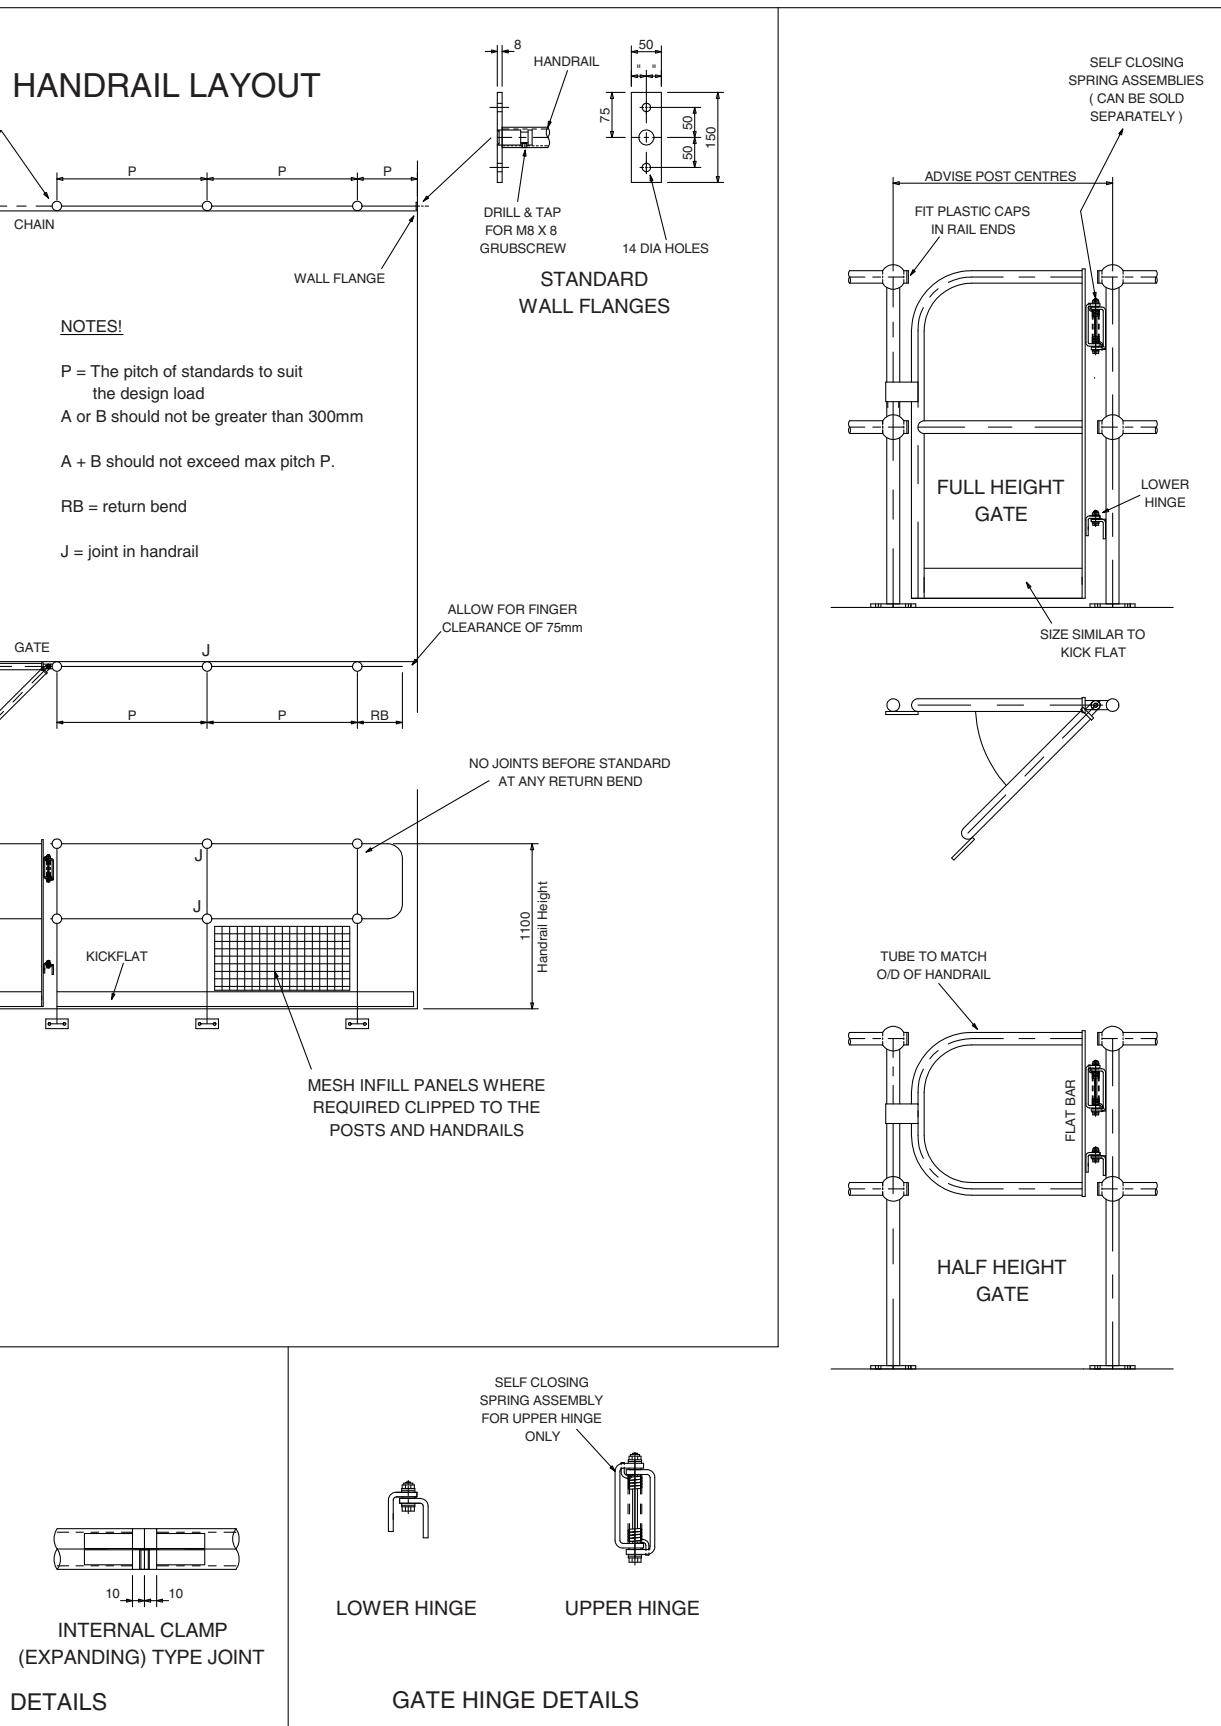 HANDRAIL LAYOUT
P
P
P
CHAIN
WALL FLANGE
8
HANDRAIL
50
" "
75
50
50
150
DRILL & TAP
FOR M8 X 8
GRUBSCREW
14 DIA HOLES
STANDARD
WALL FLANGES
NOTES!
P = The pitch of standards to suit
the design load
A or B should not be greater than 300mm
A + B should not exceed max pitch P.
RB = return bend
J = joint in handrail
ALLOW FOR FINGER
CLEARANCE OF 75mm
GATE
J
P
P
RB
NO JOINTS BEFORE STANDARD
AT ANY RETURN BEND
J
J
KICKFLAT
1100
Handrail Height
MESH INFILL PANELS WHERE
REQUIRED CLIPPED TO THE
POSTS AND HANDRAILS
SELF CLOSING
SPRING ASSEMBLIES
( CAN BE SOLD
SEPARATELY )
ADVISE POST CENTRES
FIT PLASTIC CAPS
IN RAIL ENDS
FULL HEIGHT
GATE
LOWER
HINGE
SIZE SIMILAR TO
KICK FLAT
TUBE TO MATCH
O/D OF HANDRAIL
FLAT BAR
HALF HEIGHT
GATE
10
10
INTERNAL CLAMP
(EXPANDING) TYPE JOINT
DETAILS
SELF CLOSING
SPRING ASSEMBLY
FOR UPPER HINGE
ONLY
LOWER HINGE
UPPER HINGE
GATE HINGE DETAILS